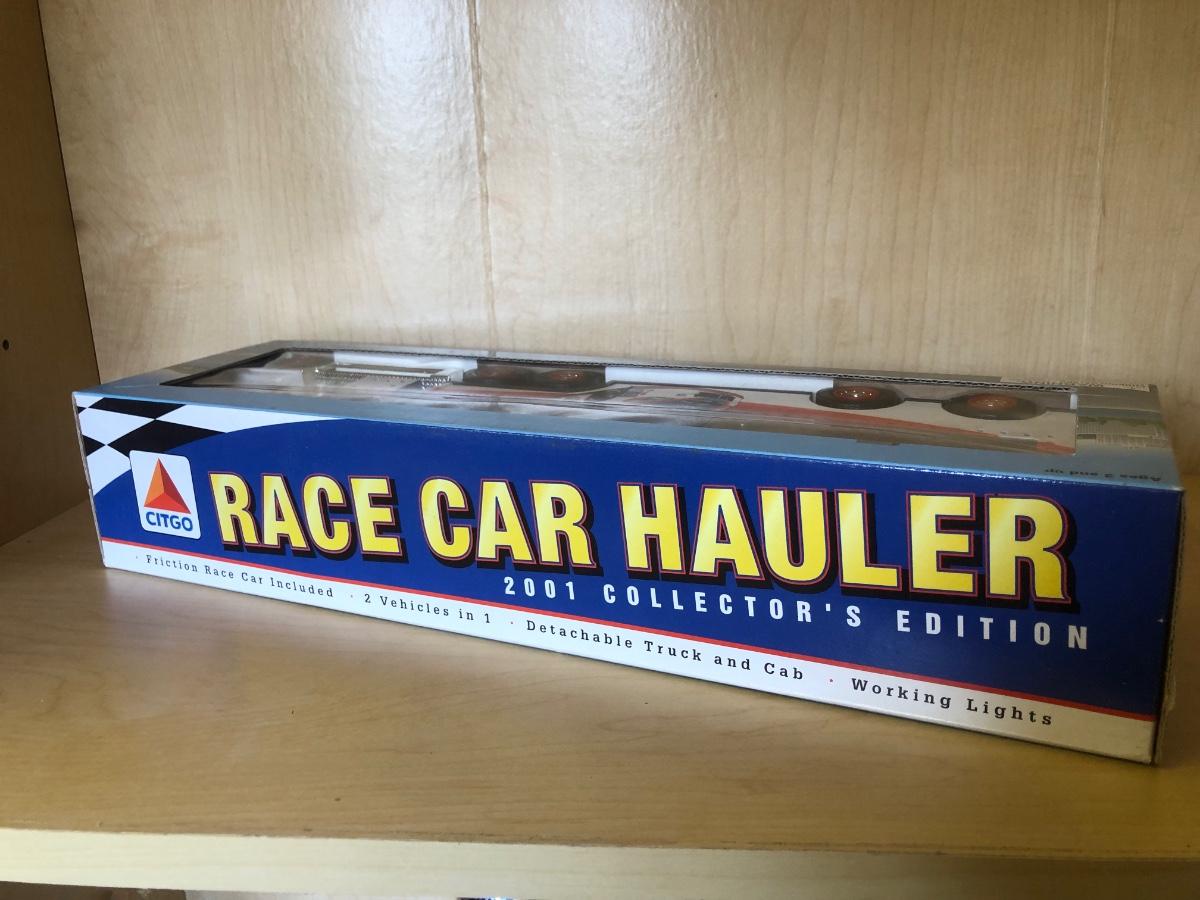 Ages 3 and up
CITGO
RACE CAR HAULER
2001 COLLECTOR'S EDITION
· Friction Race Car Included · 2 Vehicles in 1 · Detachable Truck and Cab · Working Lights